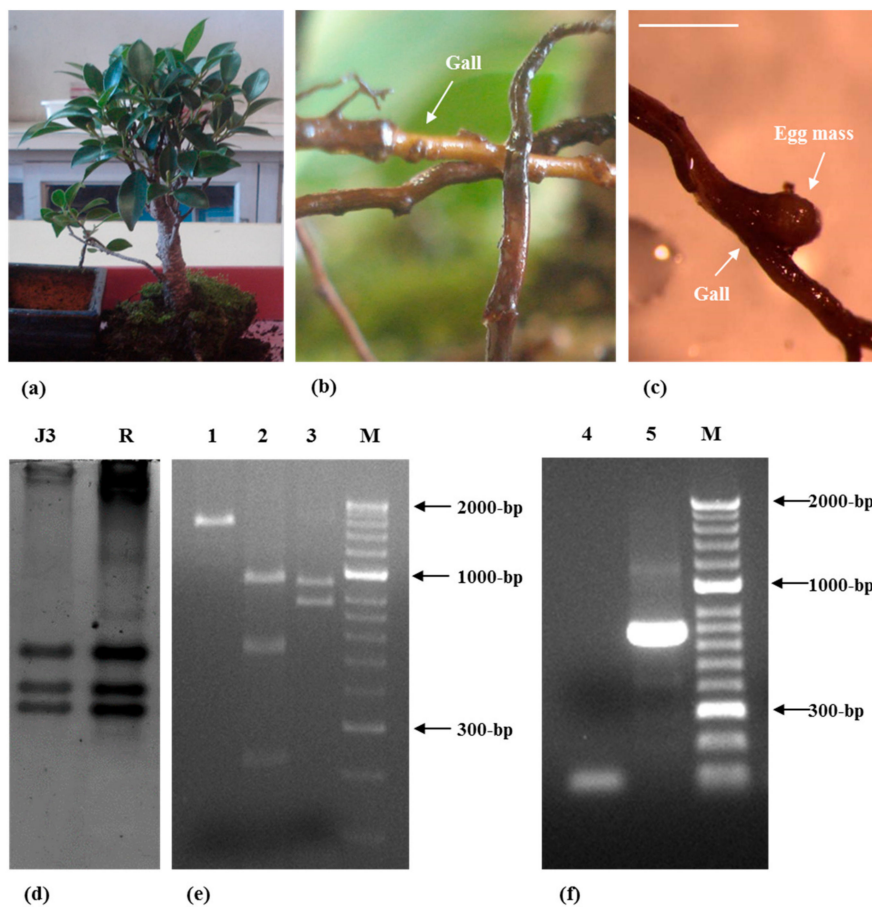 Gall
Egg mass
Gall
(a)
(b)
(c)
J3 R
1 2 3 M
4 5 M
2000-bp
1000-bp
300-bp
2000-bp
1000-bp
300-bp
(d)
(e)
(f)